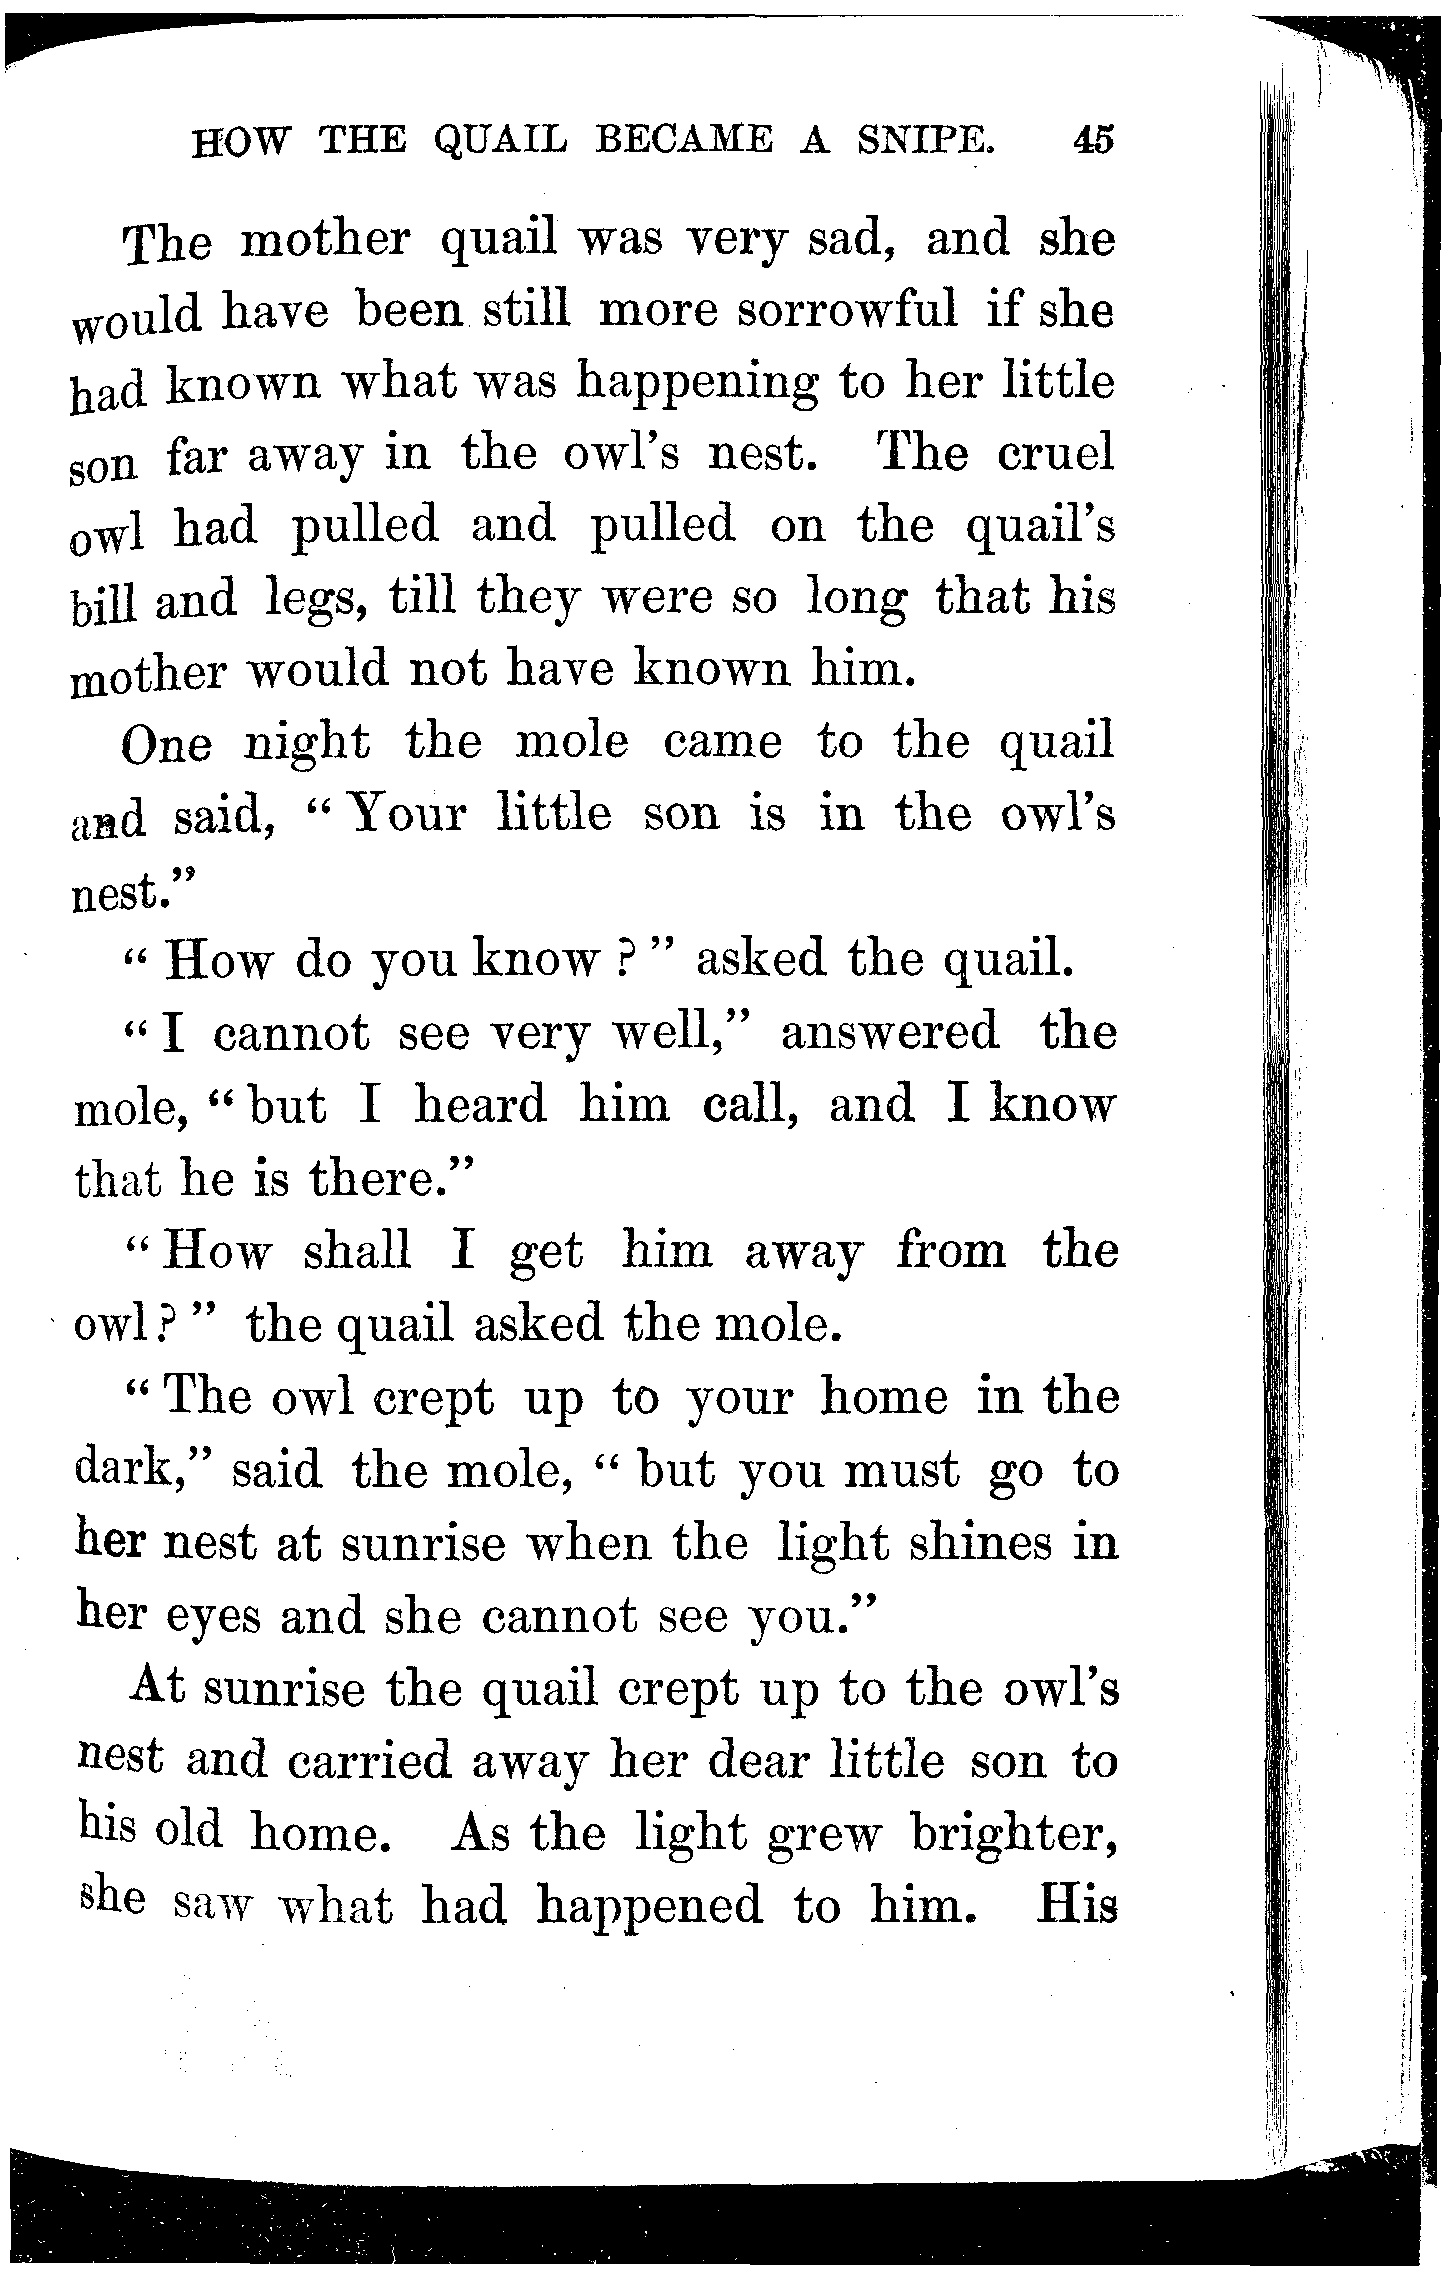 HOW THE QUAIL BECAME A SNIPE. 45
The mother quail was very sad, and she
would have been still more sorrowful if she
had known what was happening to her little
son far away in the owl's nest. The cruel
owl had pulled and pulled on the quail's
bill and legs, till they were so long that his
mother would not have known him.
One night the mole came to the quail
and said, “ Your little son is in the owl's
nest.”
“ How do you know ? ” asked the quail.
“ I cannot see very well,” answered the
mole, “ but I heard him call, and I know
that he is there.”
“ How shall I get him away from the
owl ? ” the quail asked the mole.
“ The owl crept up to your home in the
dark,” said the mole, “ but you must go to
her nest at sunrise when the light shines in
her eyes and she cannot see you.”
At sunrise the quail crept up to the owl's
nest and carried away her dear little son to
his old home. As the light grew brighter,
she saw what had happened to him. His